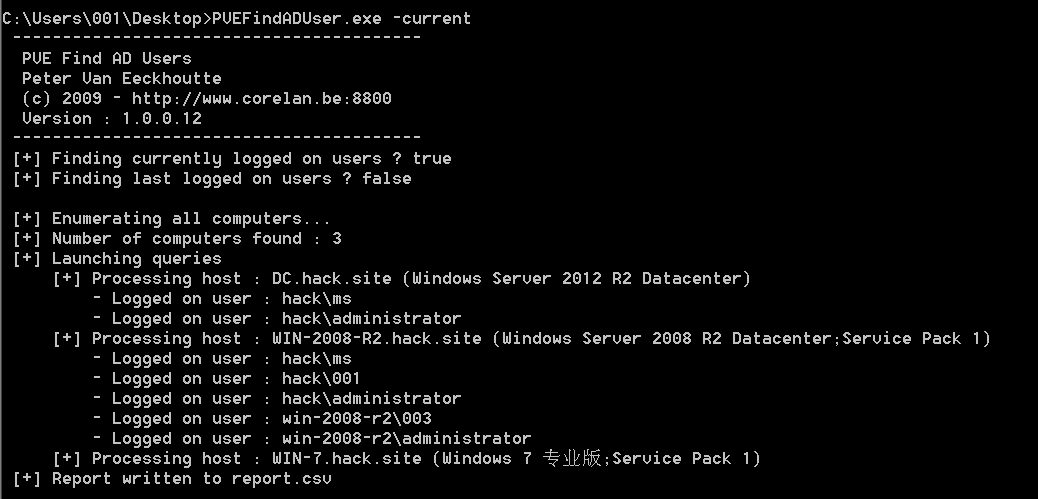 C:\Users\001\Desktop>PVEFindADUser.exe -current
-----------------------------------------
PVE Find AD Users
Peter Van Eeckhoutte
(c) 2009 - http://www.corelan.be:8800
Version : 1.0.0.12
-----------------------------------------
[+] Finding currently logged on users ? true
[+] Finding last logged on users ? false
[+] Enumerating all computers...
[+] Number of computers found : 3
[+] Launching queries
[+] Processing host : DC.hack.site (Windows Server 2012 R2 Datacenter)
- Logged on user : hack\ms
- Logged on user : hack\administrator
[+] Processing host : WIN-2008-R2.hack.site (Windows Server 2008 R2 Datacenter;Service Pack 1)
- Logged on user : hack\ms
- Logged on user : hack\001
- Logged on user : hack\administrator
- Logged on user : win-2008-r2\003
- Logged on user : win-2008-r2\administrator
[+] Processing host : WIN-7.hack.site (Windows 7 专业版;Service Pack 1)
[+] Report written to report.csv